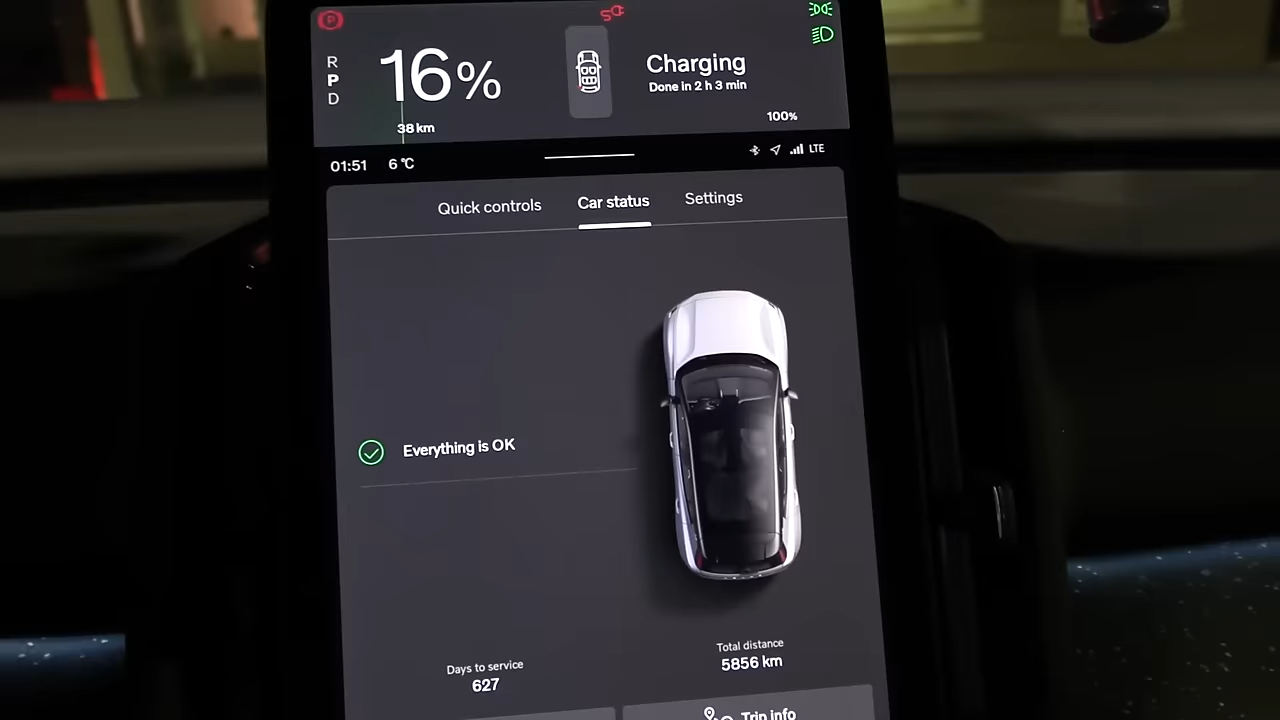 R
P
D
16%
38 km
Charging
Done in 2 h 3 min
100%
01:51 6 °C
LTE
Quick controls Car status Settings
Everything is OK
Days to service
627
Total distance
5856 km
Trip info